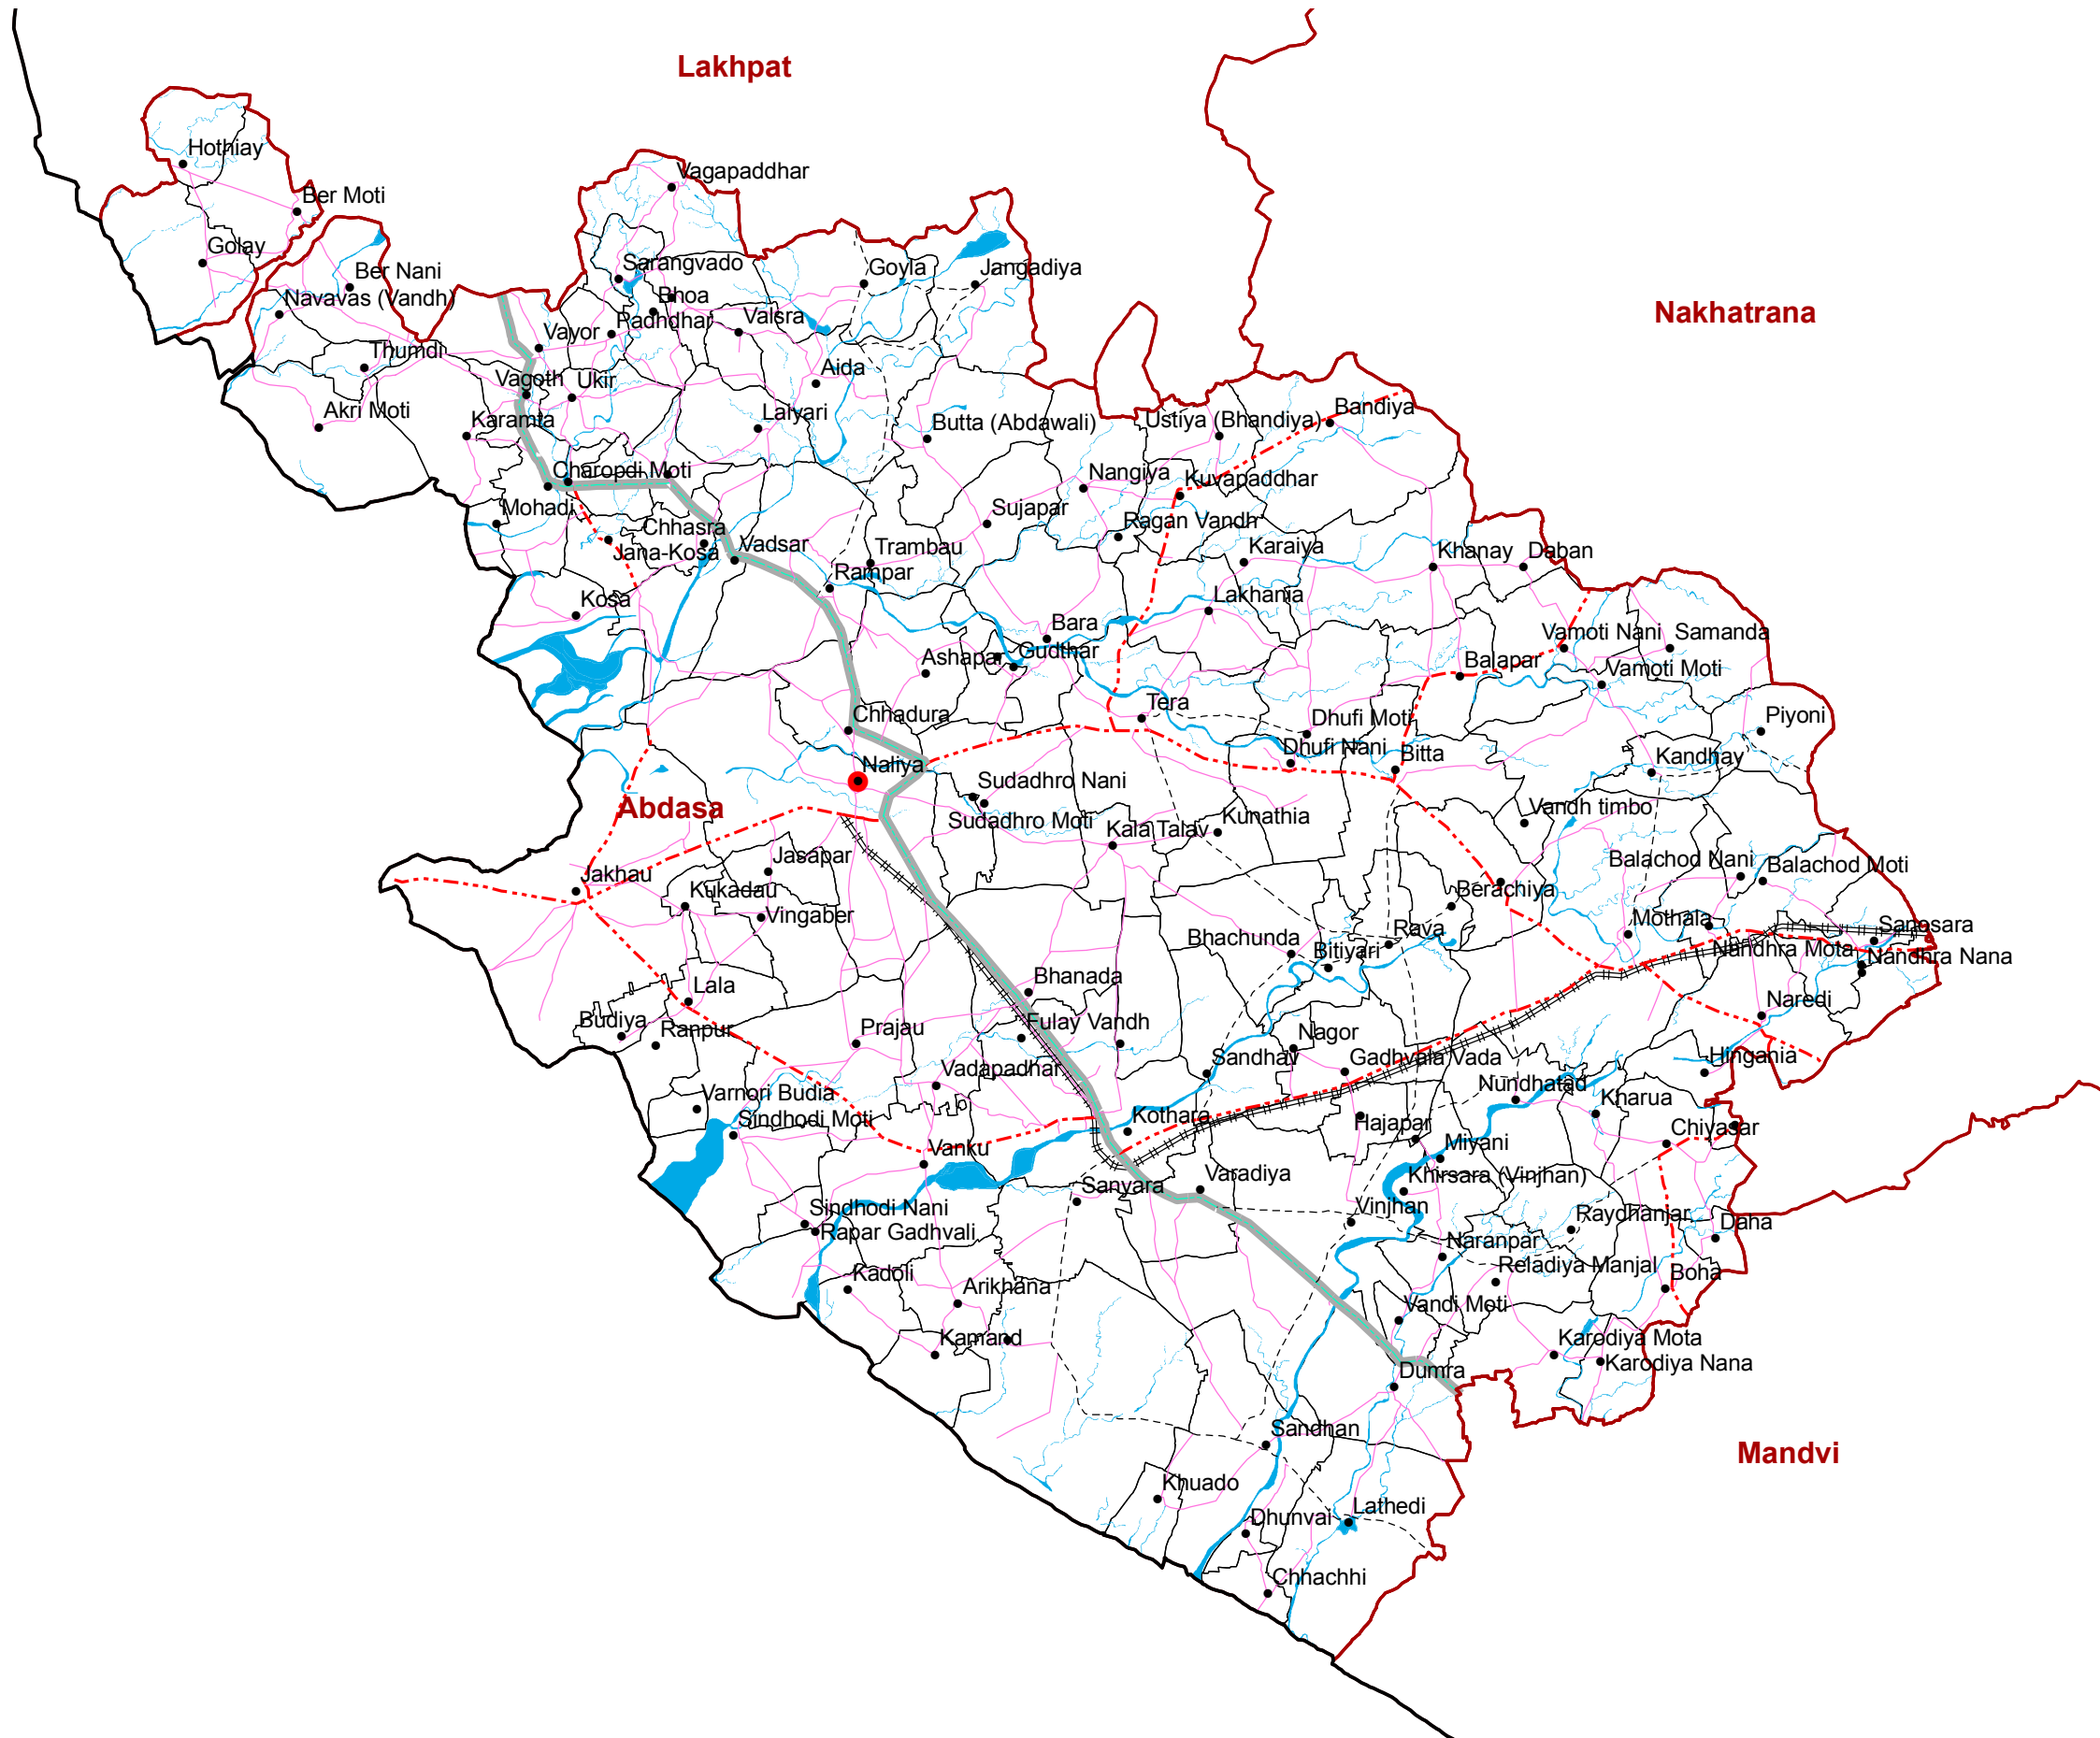 Lakhpat
Hothiay
Vagapaddhar
Ber Moti
Golay
Ber Nani
Sarangvado
Goyla
Jangadiya
Navavas (Vandh)
Bhoa
Nakhatrana
Vayor
Padhdhar
Valsra
Thumdi
Vagoth
Ukir
Aida
Akri Moti
Karamta
Lalyari
Butta (Abdawali)
Ustiya (Bhandiya)
Bandiya
Charopdi Moti
Nangiya
Kuvapaddhar
Mohadi
Chhasra
Sujapar
Ragan Vandh
Jana-Kosa
Vadsar
Trambau
Karaiya
Khanay
Daban
Rampar
Kosa
Lakhania
Bara
Ashapar
Gudthar
Vamoti Nani
Samanda
Balapar
Vamoti Moti
Chhadura
Tera
Dhufi Moti
Piyoni
Naliya
Dhufi Nani
Bitta
Kandhay
Sudadhro Nani
Abdasa
Sudadhro Moti
Kala Talav
Kunathia
Vandh timbo
Jasapar
Balachod Nani
Balachod Moti
Jakhau
Kukadau
Berachiya
Vingaber
Mothala
Sanosara
Bhachunda
Rava
Bitiyari
Nandhra Mota
Nandhra Nana
Bhanada
Lala
Naredi
Budiya
Ranpur
Prajau
Fulay Vandh
Nagor
Vadapadhar
Sandhav
Gadhvala Vada
Hingania
Varnori Budia
Nundhatad
Kharua
Sindhodi Moti
Kothara
Hajapar
Chiyasar
Vanku
Miyani
Sanyara
Varadiya
Khirsara (Vinjhan)
Sindhodi Nani
Vinjhan
Raydhanjar
Daha
Rapar Gadhvali
Naranpar
Kadoli
Arikhana
Reladiya Manjal
Boha
Vandi Moti
Kamand
Karodiya Mota
Karodiya Nana
Dumra
Sandhan
Mandvi
Khuado
Dhunvai
Lathedi
Chhachhi